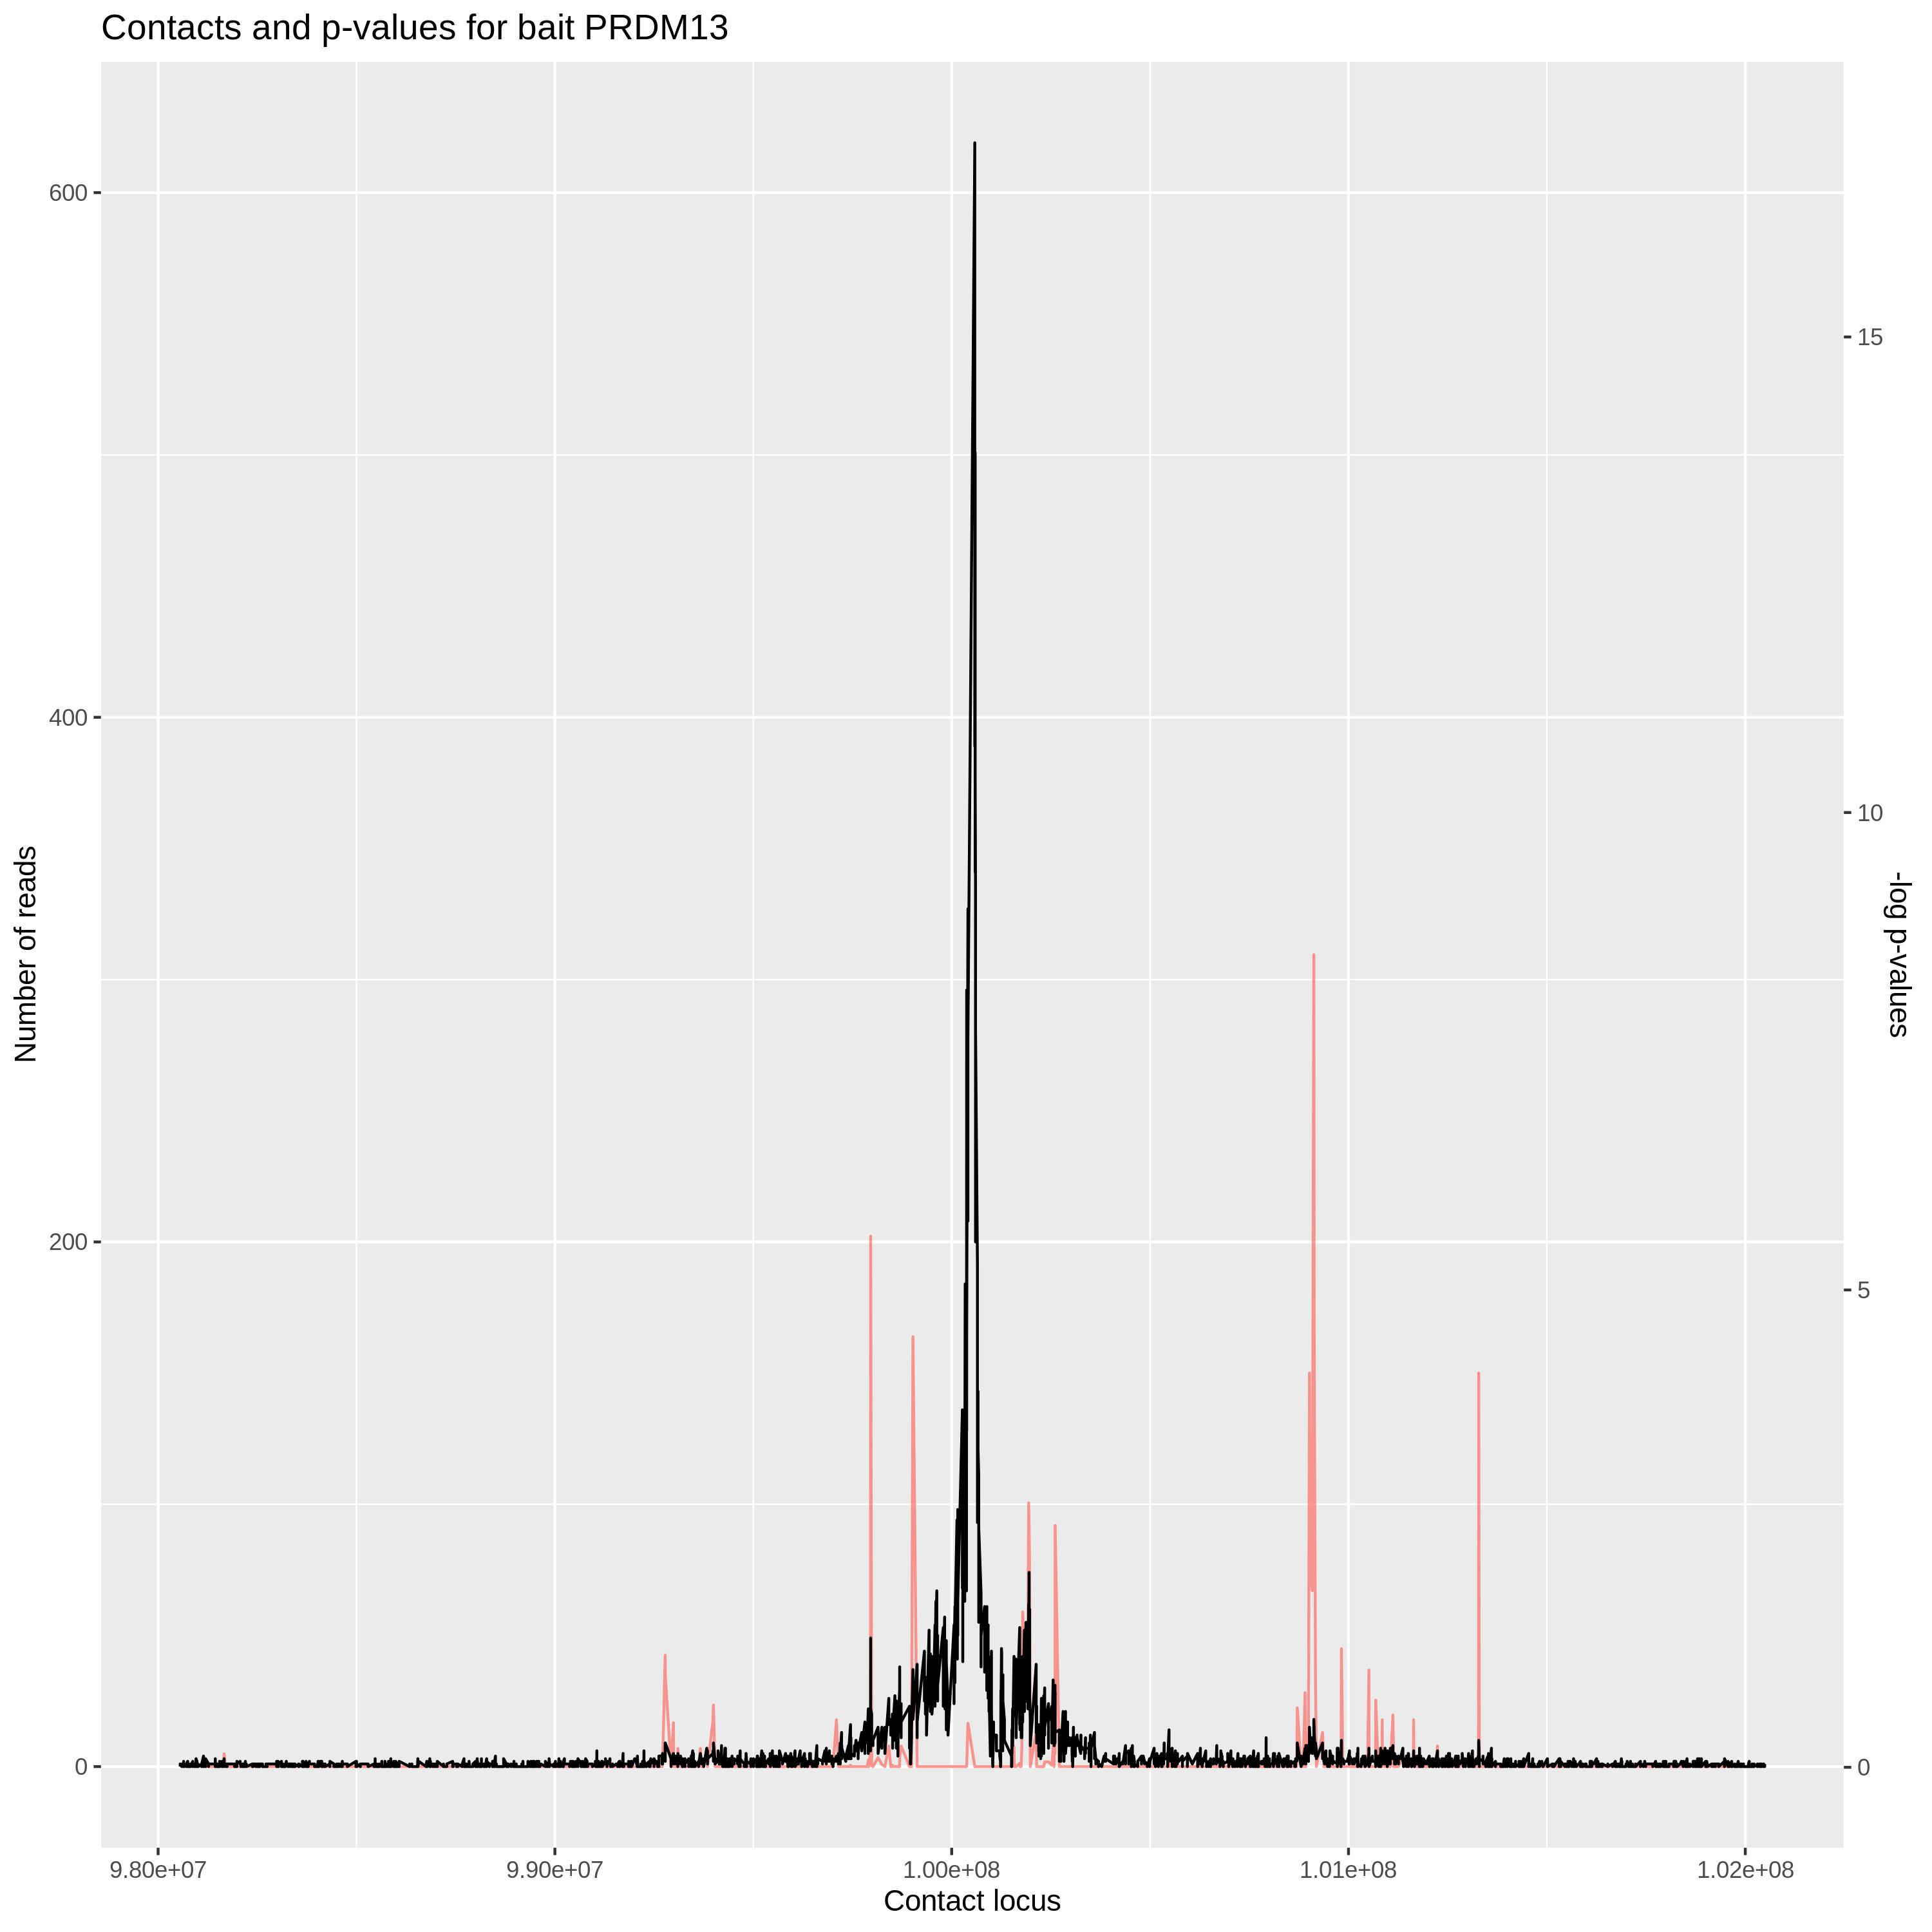 Contacts and p-values for bait PRDM13
600
400
200
0
15
10
5
0
Number of reads
-log p-values
9.80e+07
9.90e+07
1.00e+08
1.01e+08
1.02e+08
Contact locus